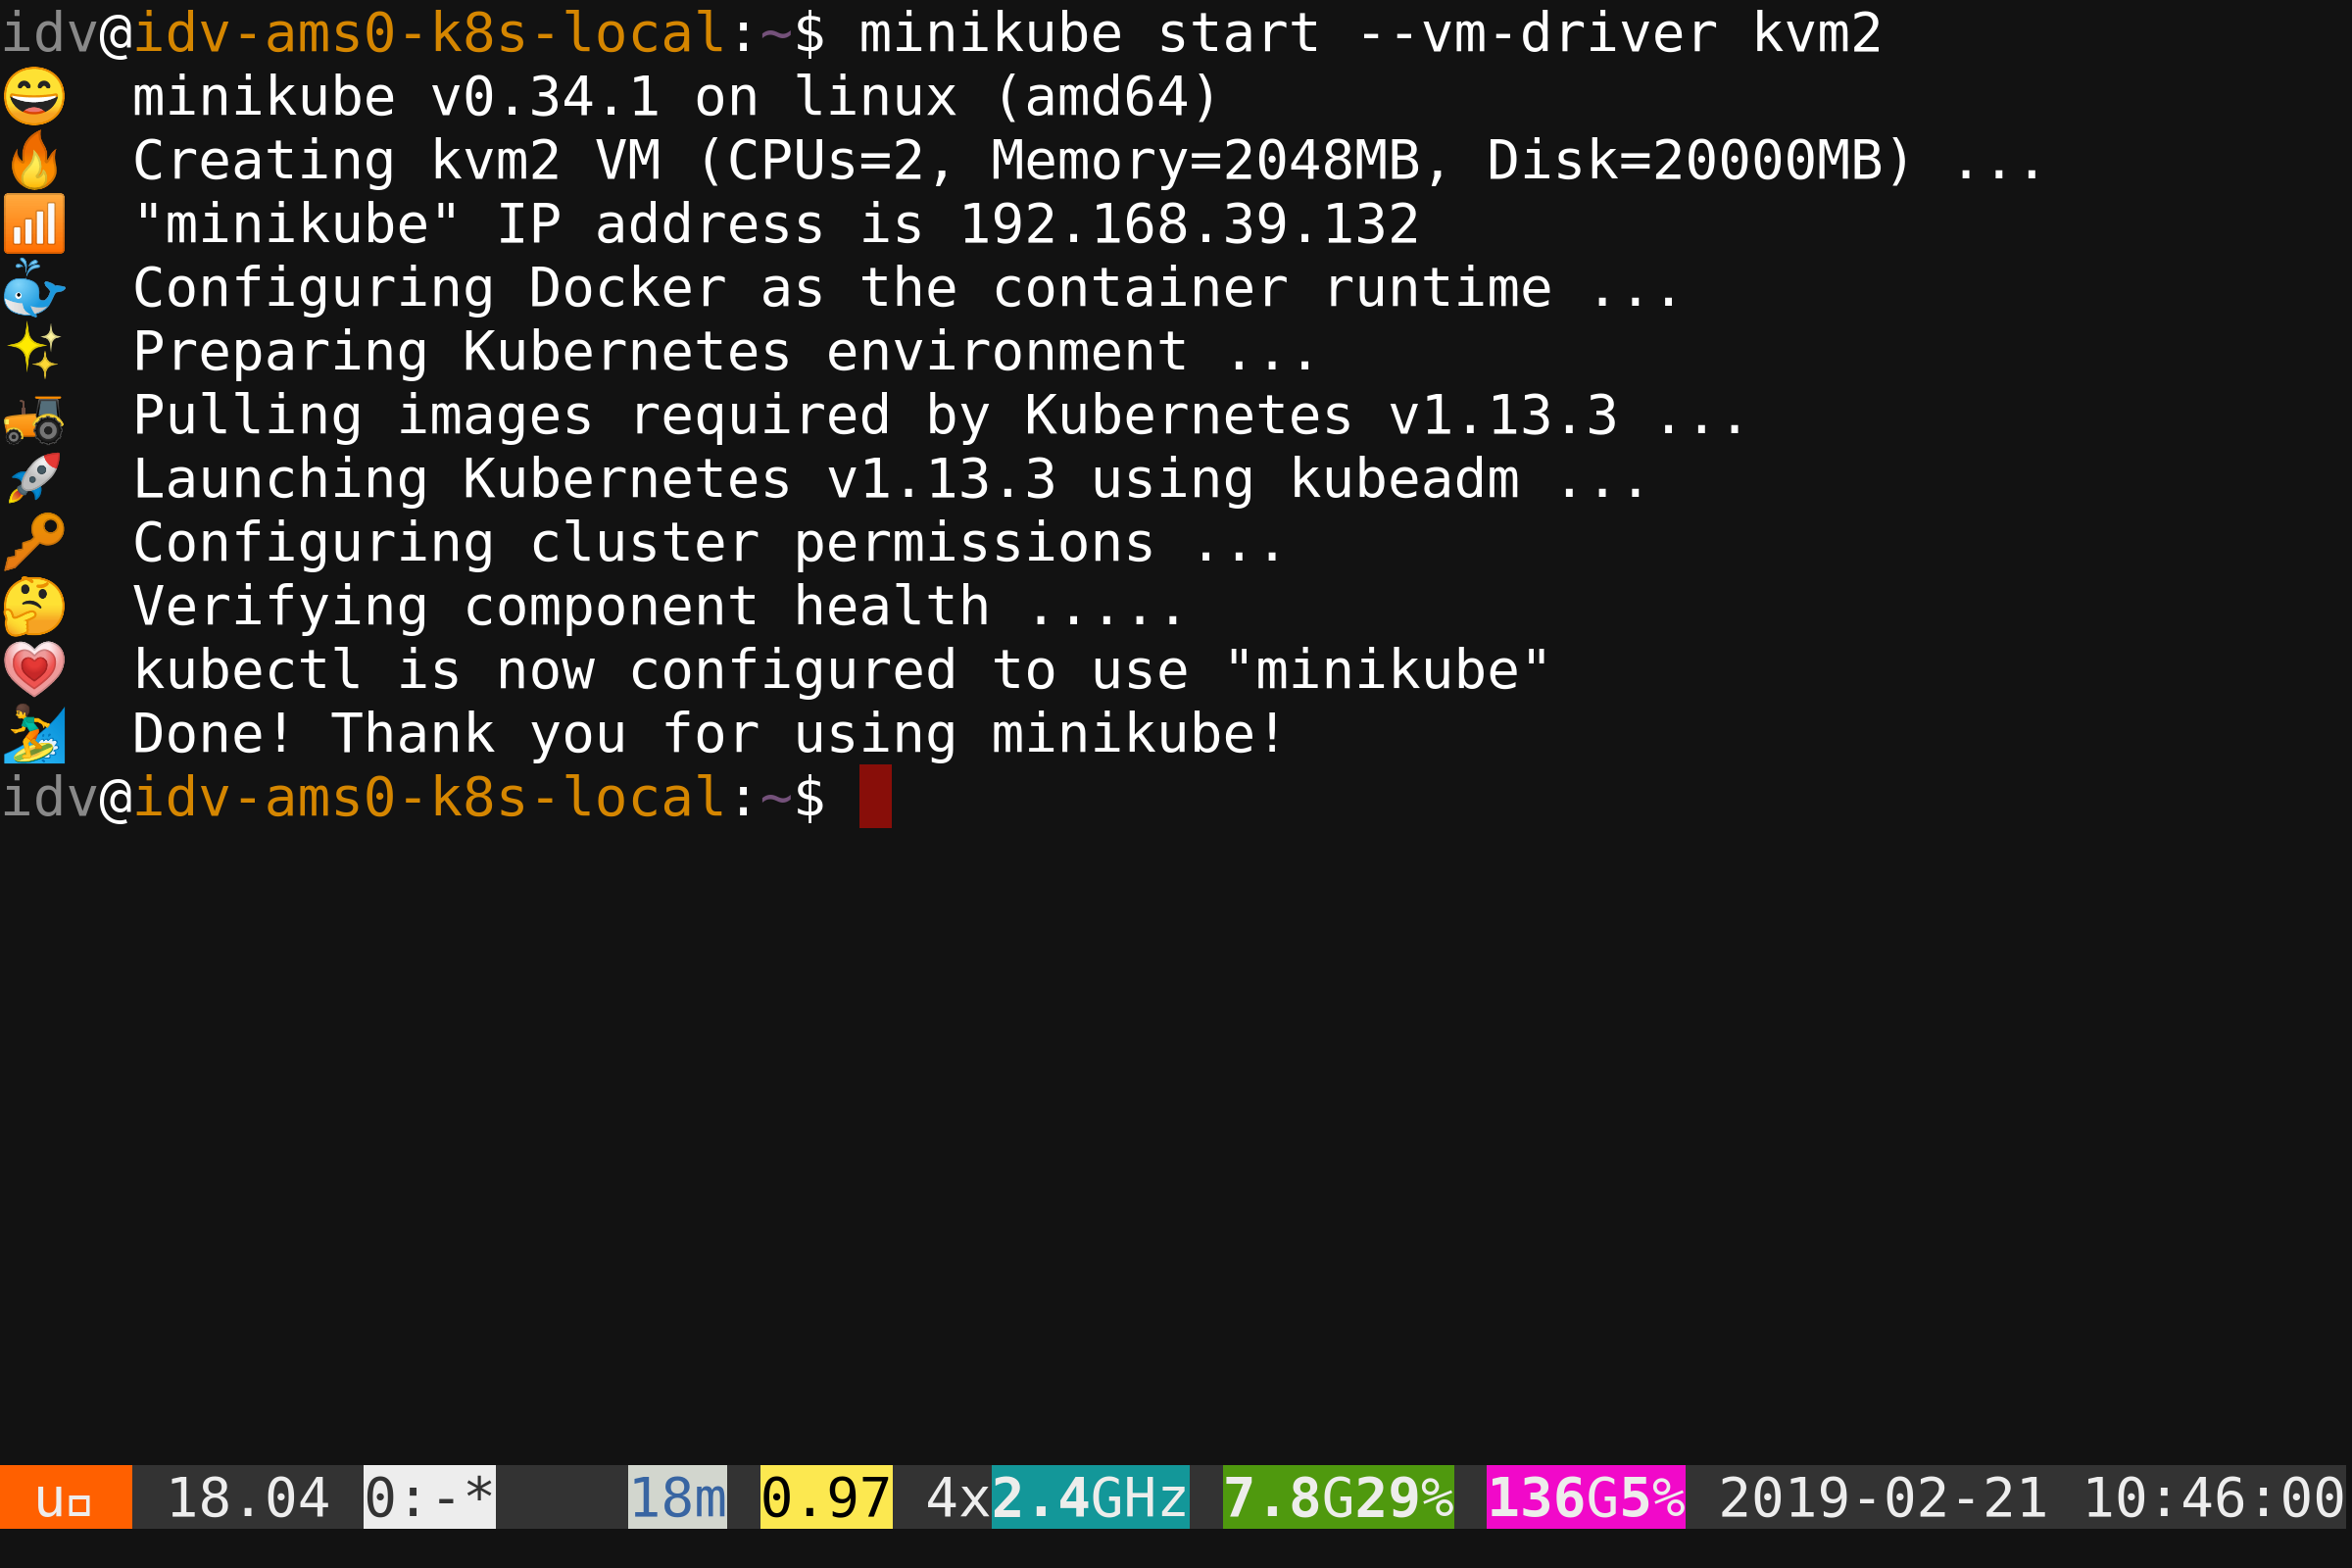 idv@idv-ams0-k8s-local:~$ minikube start --vm-driver kvm2
😄  minikube v0.34.1 on linux (amd64)
🔥  Creating kvm2 VM (CPUs=2, Memory=2048MB, Disk=20000MB) ...
📶  "minikube" IP address is 192.168.39.132
🐳  Configuring Docker as the container runtime ...
✨  Preparing Kubernetes environment ...
🚜  Pulling images required by Kubernetes v1.13.3 ...
🚀  Launching Kubernetes v1.13.3 using kubeadm ...
🔑  Configuring cluster permissions ...
🤔  Verifying component health .....
💗  kubectl is now configured to use "minikube"
🏄  Done! Thank you for using minikube!
idv@idv-ams0-k8s-local:~$
u 18.04 0:-* 18m 0.97 4x2.4GHz 7.8G29% 136G5% 2019-02-21 10:46:00